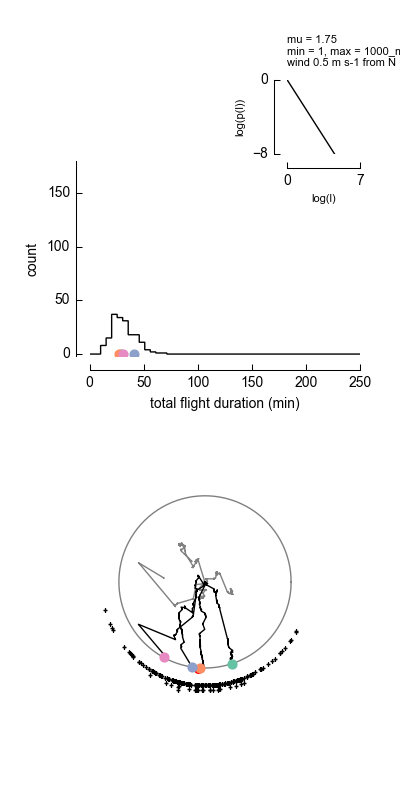 mu = 1.75
min = 1, max = 1000_m
wind 0.5 m s-1 from N
0
log(p(l))
−8
0
7
log(l)
150
count
100
50
0
0
50
100
150
200
250
total flight duration (min)